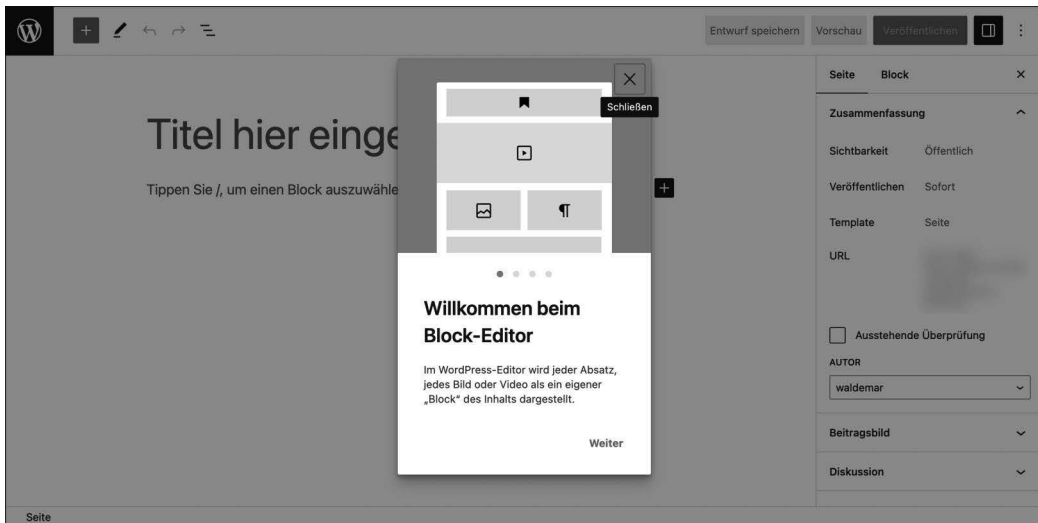 Entwurf speichern Vorschau Veröffentlichen
Seite Block
Schließen
Zusammenfassung
Titel hier einge
Sichtbarkeit Öffentlich
Tippen Sie /, um einen Block auszuwähle
Veröffentlichen Sofort
Template Seite
URL
Willkommen beim
Block-Editor
Ausstehende Überprüfung
AUTOR
Im WordPress-Editor wird jeder Absatz,
jedes Bild oder Video als ein eigener
„Block“ des Inhalts dargestellt.
waldemar
Weiter
Beitragsbild
Diskussion
Seite